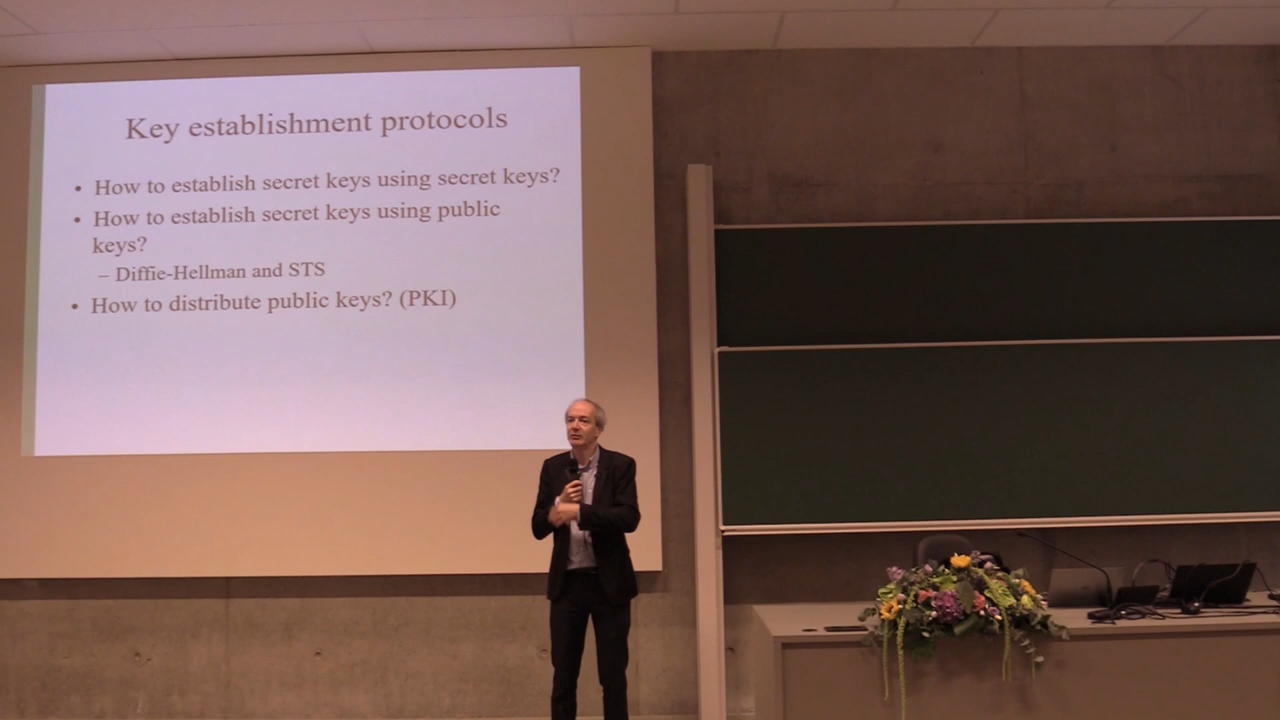 Key establishment protocols
• How to establish secret keys using secret keys?
• How to establish secret keys using public
keys?
– Diffie-Hellman and STS
• How to distribute public keys? (PKI)